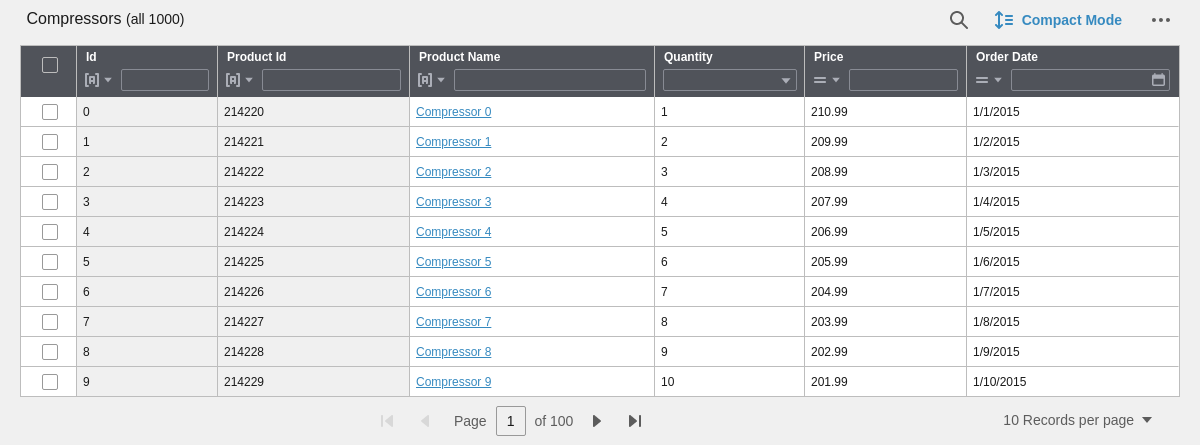 Compressors (all 1000)
Compact Mode
Id Product Id Product Name Quantity Price Order Date
0 214220 Compressor 0 1 210.99 1/1/2015
1 214221 Compressor 1 2 209.99 1/2/2015
2 214222 Compressor 2 3 208.99 1/3/2015
3 214223 Compressor 3 4 207.99 1/4/2015
4 214224 Compressor 4 5 206.99 1/5/2015
5 214225 Compressor 5 6 205.99 1/6/2015
6 214226 Compressor 6 7 204.99 1/7/2015
7 214227 Compressor 7 8 203.99 1/8/2015
8 214228 Compressor 8 9 202.99 1/9/2015
9 214229 Compressor 9 10 201.99 1/10/2015
Page 1 of 100
10 Records per page